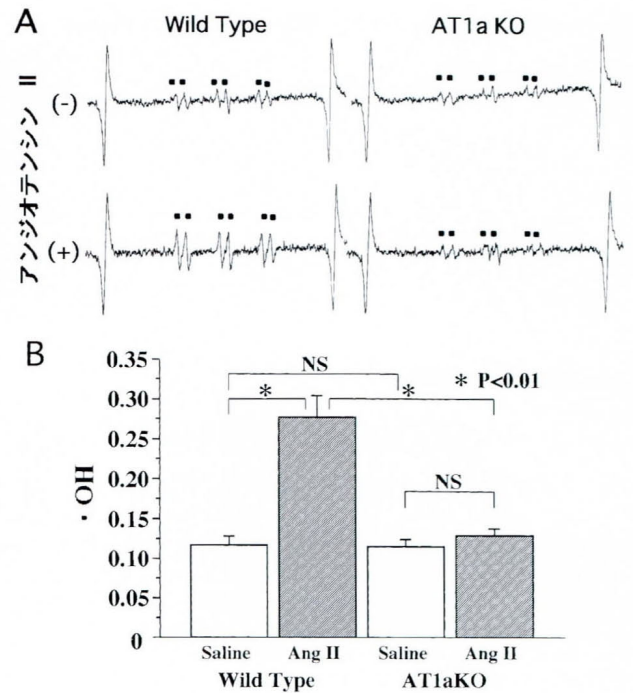 A
Wild Type AT1a KO
アンジオテンシン II
(-)
(+)
B
0.35
0.30
0.25
0.20
0.15
0.10
0.05
0
・OH
NS
* * * P<0.01
NS
Saline Ang II Saline Ang II
Wild Type AT1aKO